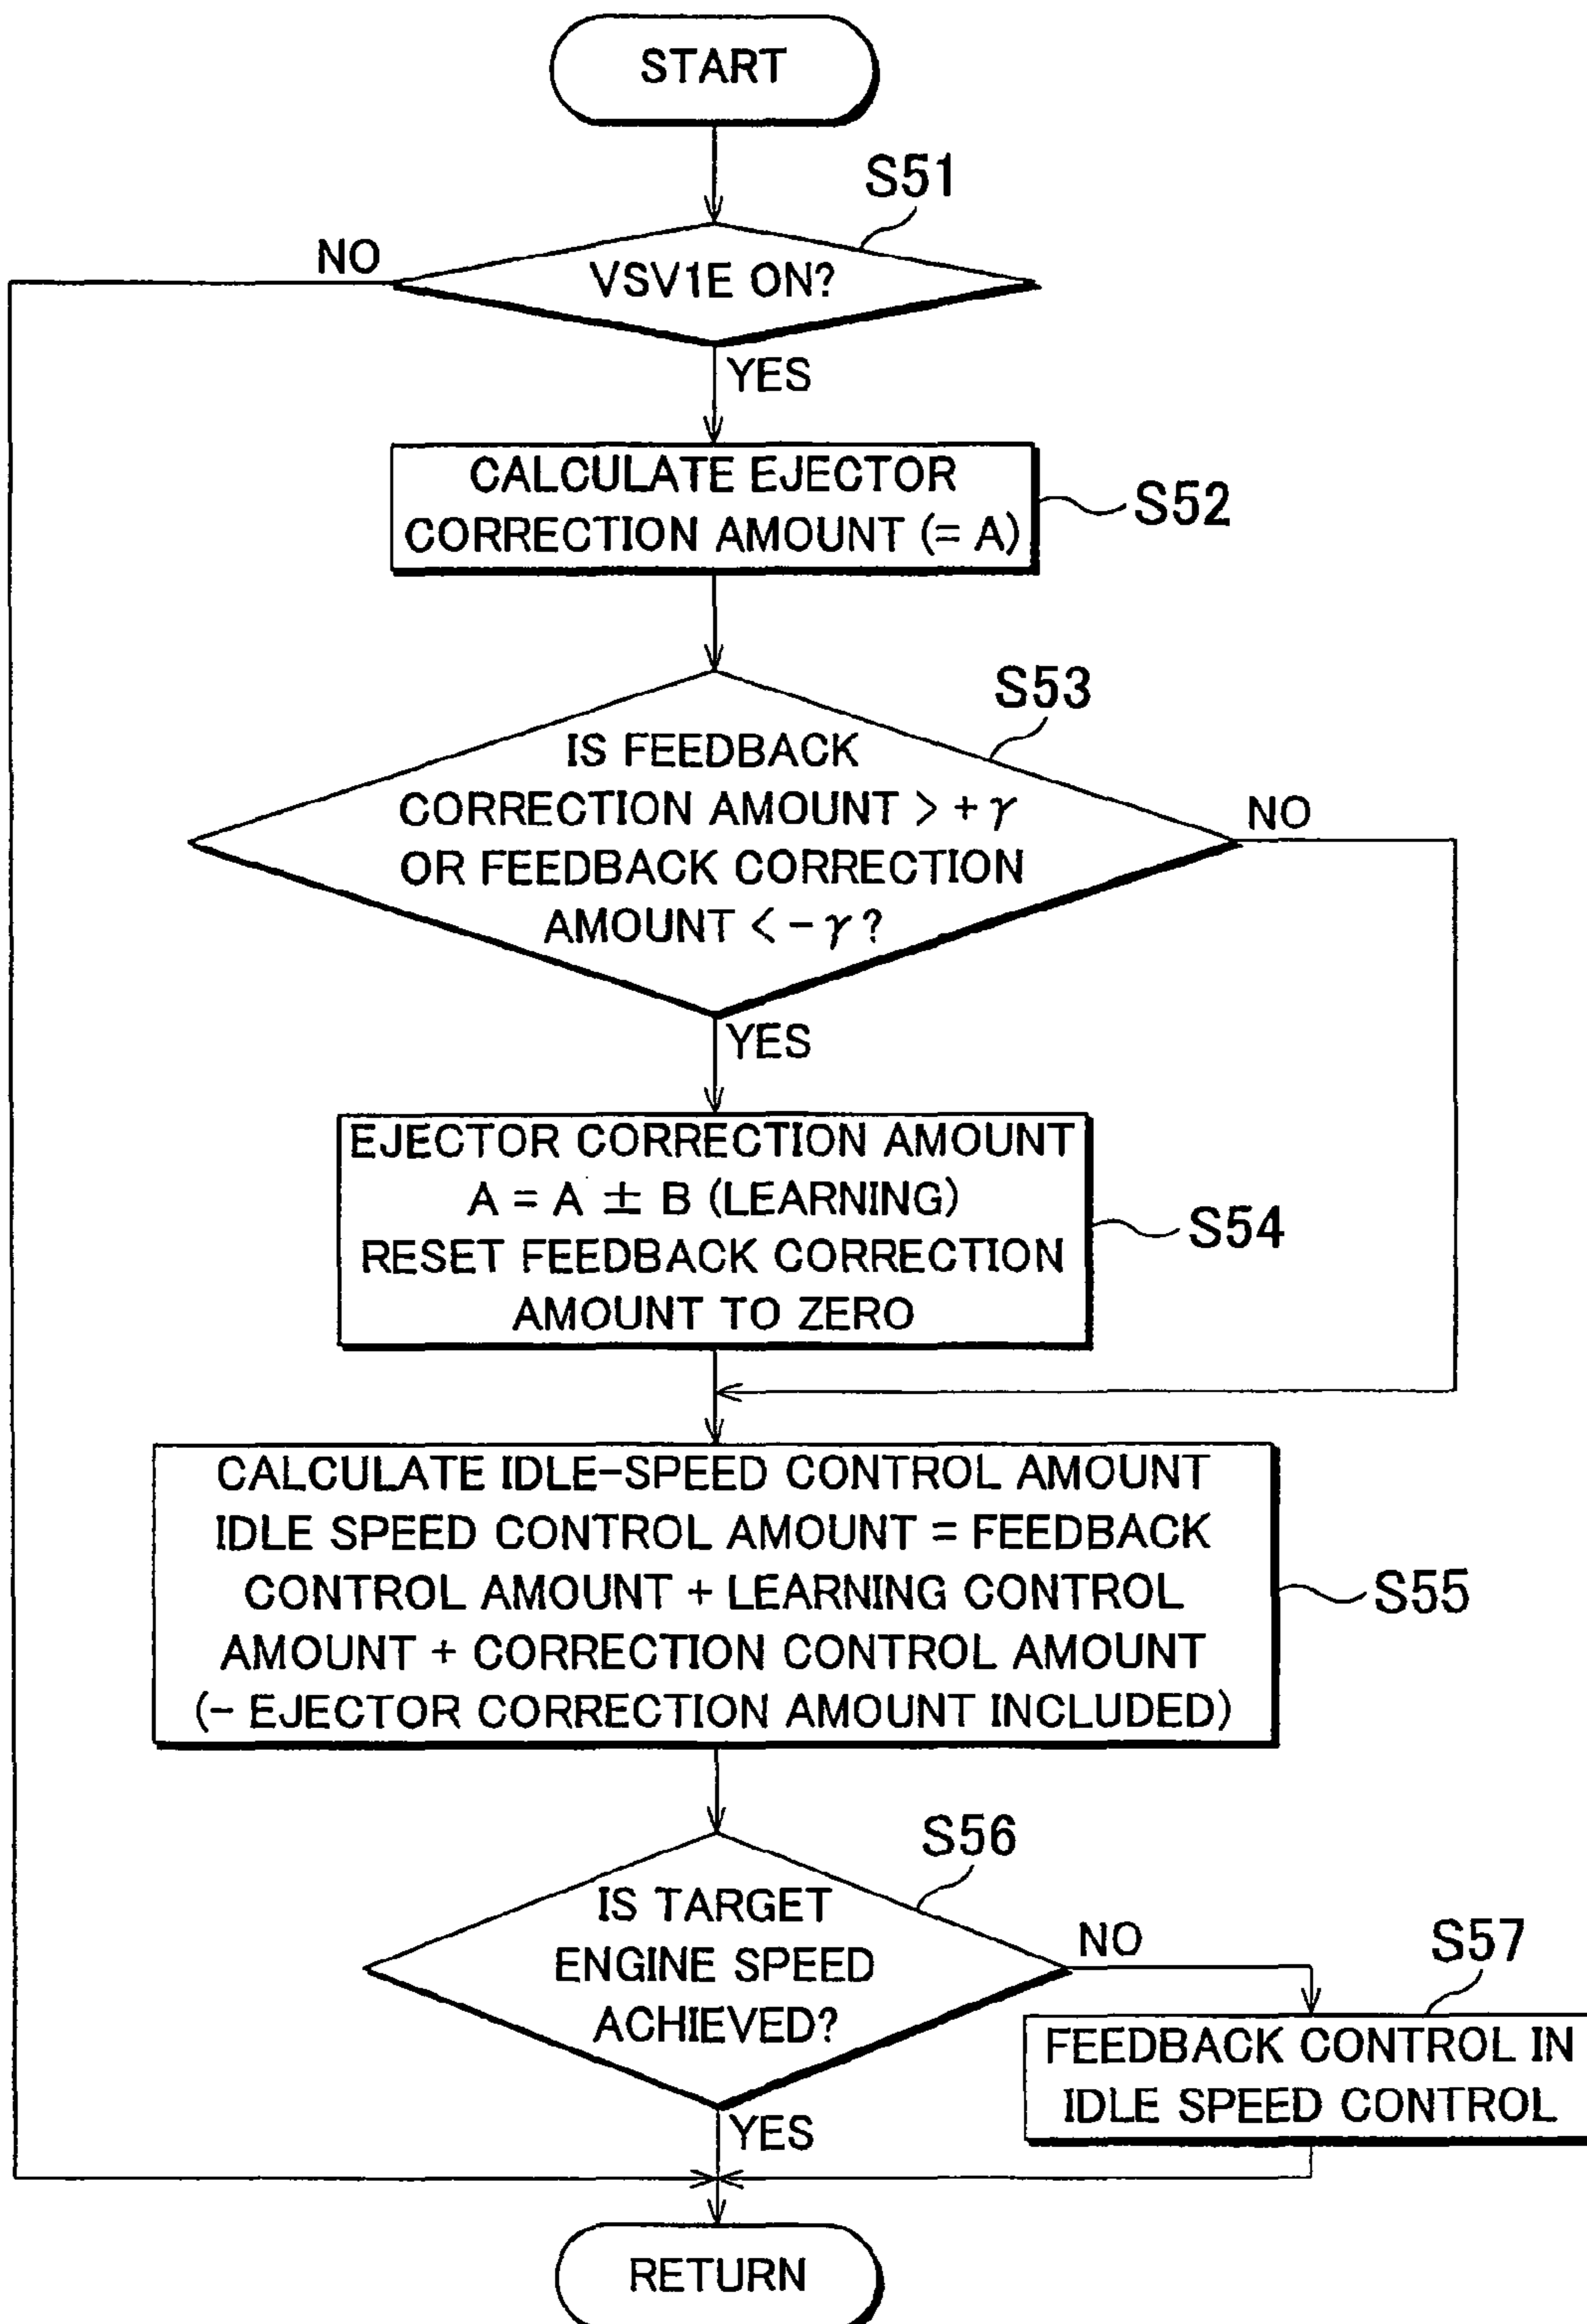 START
S51
NO
VSV1E ON?
YES
CALCULATE EJECTOR
CORRECTION AMOUNT (= A)
S52
S53
IS FEEDBACK
CORRECTION AMOUNT > + γ
NO
OR FEEDBACK CORRECTION
AMOUNT < - γ ?
YES
EJECTOR CORRECTION AMOUNT
A = A ± B (LEARNING)
RESET FEEDBACK CORRECTION
AMOUNT TO ZERO
S54
CALCULATE IDLE-SPEED CONTROL AMOUNT
IDLE SPEED CONTROL AMOUNT = FEEDBACK
CONTROL AMOUNT + LEARNING CONTROL
AMOUNT + CORRECTION CONTROL AMOUNT
(- EJECTOR CORRECTION AMOUNT INCLUDED)
S55
S56
IS TARGET
ENGINE SPEED
ACHIEVED?
NO
S57
FEEDBACK CONTROL IN
IDLE SPEED CONTROL
YES
RETURN